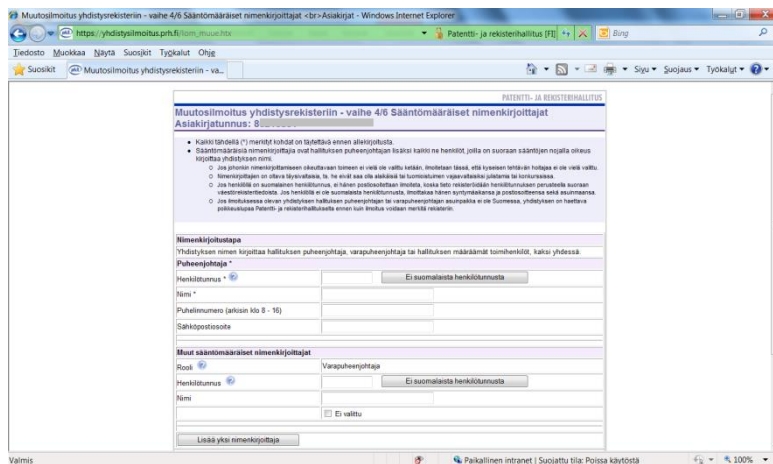 Muutosilmoitus yhdistysrekisteriin - vaihe 4/6 Sääntömääräiset nimenkirjoittajat <br>Asiakirjat - Windows Internet Explorer
https://yhdistysilmoitus.prh.fi/lom_muue.htx
Patentti- ja rekisterihallitus [FI]
Bing
Tiedosto Muokkaa Näytä Suosikit Työkalut Ohje
Suosikit
Muutosilmoitus yhdistysrekisteriin - va...
Sivu Suojaus Työkalut
PATENTTI- JA REKISTERIHALLITUS
Muutosilmoitus yhdistysrekisteriin - vaihe 4/6 Sääntömääräiset nimenkirjoittajat
Asiakirjatunnus: 8
Kaikki tähdellä (*) merkityt kohdat on täytettävä ennen allekirjoitusta.
Sääntömääräisiä nimenkirjoittajia ovat hallituksen puheenjohtajan lisäksi kaikki ne henkilöt, joilla on suoraan sääntöjen nojalla oikeus
kirjoittaa yhdistyksen nimi.
Jos johonkin nimenkirjoittamiseen oikeuttavaan toimeen ei vielä ole valittu ketään, ilmoitetaan tässä, että kyseisen tehtävän hoitajaa ei ole vielä valittu.
Nimenkirjoittajien on oltava täysivaltaisia, ts. he eivät saa olla alaikäisiä tai tuomioistuimen vajaavaltaisiksi julistamia tai konkurssissa.
Jos henkilöllä on suomalainen henkilötunnus, ei hänen postiosoitettaan ilmoiteta, koska tieto rekisteröidään henkilötunnuksen perusteella suoraan
väestörekisteritiedoista. Jos henkilöllä ei ole suomalaista henkilötunnusta, ilmoittakaa hänen syntymäaikansa ja postiosoitteensa sekä asuinmaansa.
Jos ilmoituksessa olevan yhdistyksen hallituksen puheenjohtajan tai varapuheenjohtajan asuinpaikka ei ole Suomessa, yhdistyksen on haettava
poikkeuslupaa Patentti- ja rekisterihallitukselta ennen kuin ilmoitus voidaan merkitä rekisteriin.
Nimenkirjoitustapa
Yhdistyksen nimen kirjoittaa hallituksen puheenjohtaja, varapuheenjohtaja tai hallituksen määräämät toimihenkilöt, kaksi yhdessä.
Puheenjohtaja *
Henkilötunnus * Ei suomalaista henkilötunnusta
Nimi *
Puhelinnumero (arkisin klo 8 - 16)
Sähköpostiosoite
Muut sääntömääräiset nimenkirjoittajat
Rooli Varapuheenjohtaja
Henkilötunnus Ei suomalaista henkilötunnusta
Nimi
Ei valittu
Lisää yksi nimenkirjoittaja
Valmis
Paikallinen intranet | Suojattu tila: Poissa käytöstä
100%